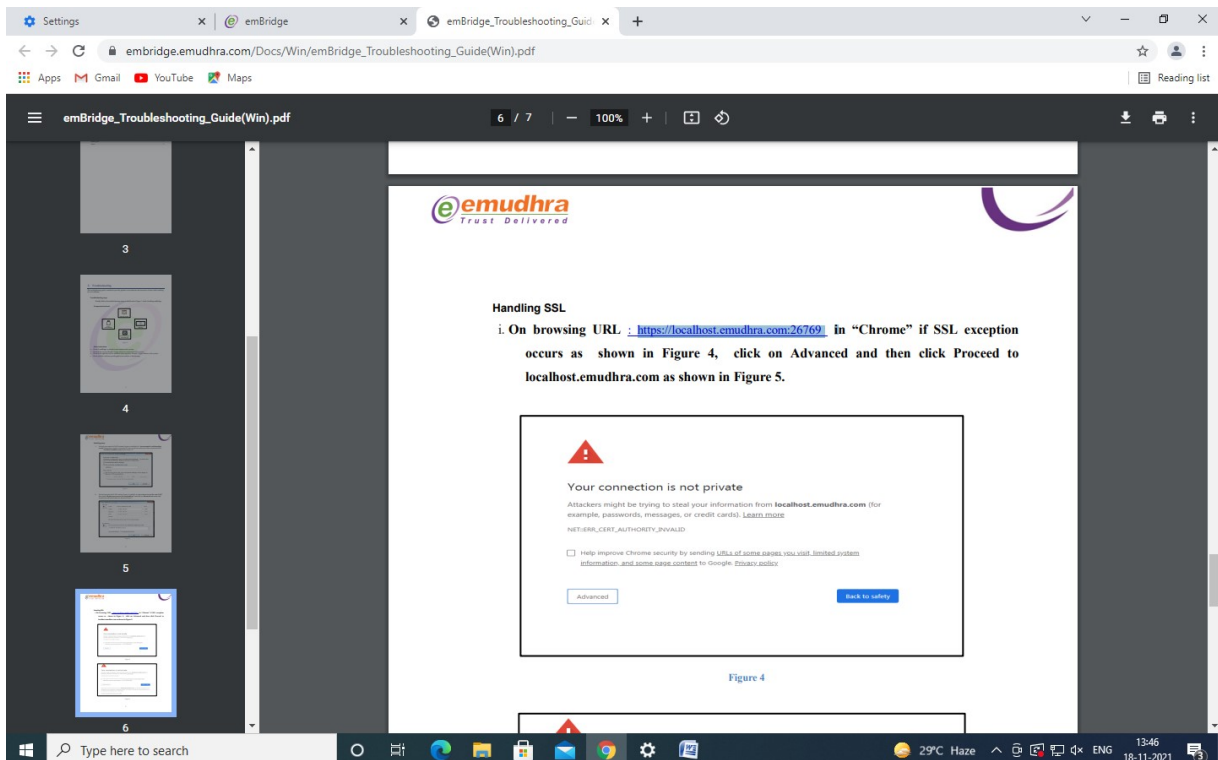 Settings
emBridge
emBridge_Troubleshooting_Guid
embridge.emudhra.com/Docs/Win/emBridge_Troubleshooting_Guide(Win).pdf
Apps
Gmail
YouTube
Maps
Reading list
emBridge_Troubleshooting_Guide(Win).pdf
6 / 7
100%
3
4
5
6
emudhra
Trust Delivered
Handling SSL
i. On browsing URL : https://localhost.emudhra.com:26769 in “Chrome” if SSL exception
occurs as shown in Figure 4, click on Advanced and then click Proceed to
localhost.emudhra.com as shown in Figure 5.
Your connection is not private
Attackers might be trying to steal your information from localhost.emudhra.com (for
example, passwords, messages, or credit cards). Learn more
NET::ERR_CERT_AUTHORITY_INVALID
Help improve Chrome security by sending URLs of some pages you visit, limited system
information, and some page content to Google. Privacy policy
Advanced
Back to safety
Figure 4
Type here to search
29°C Haze
ENG
13:46
18-11-2021
3